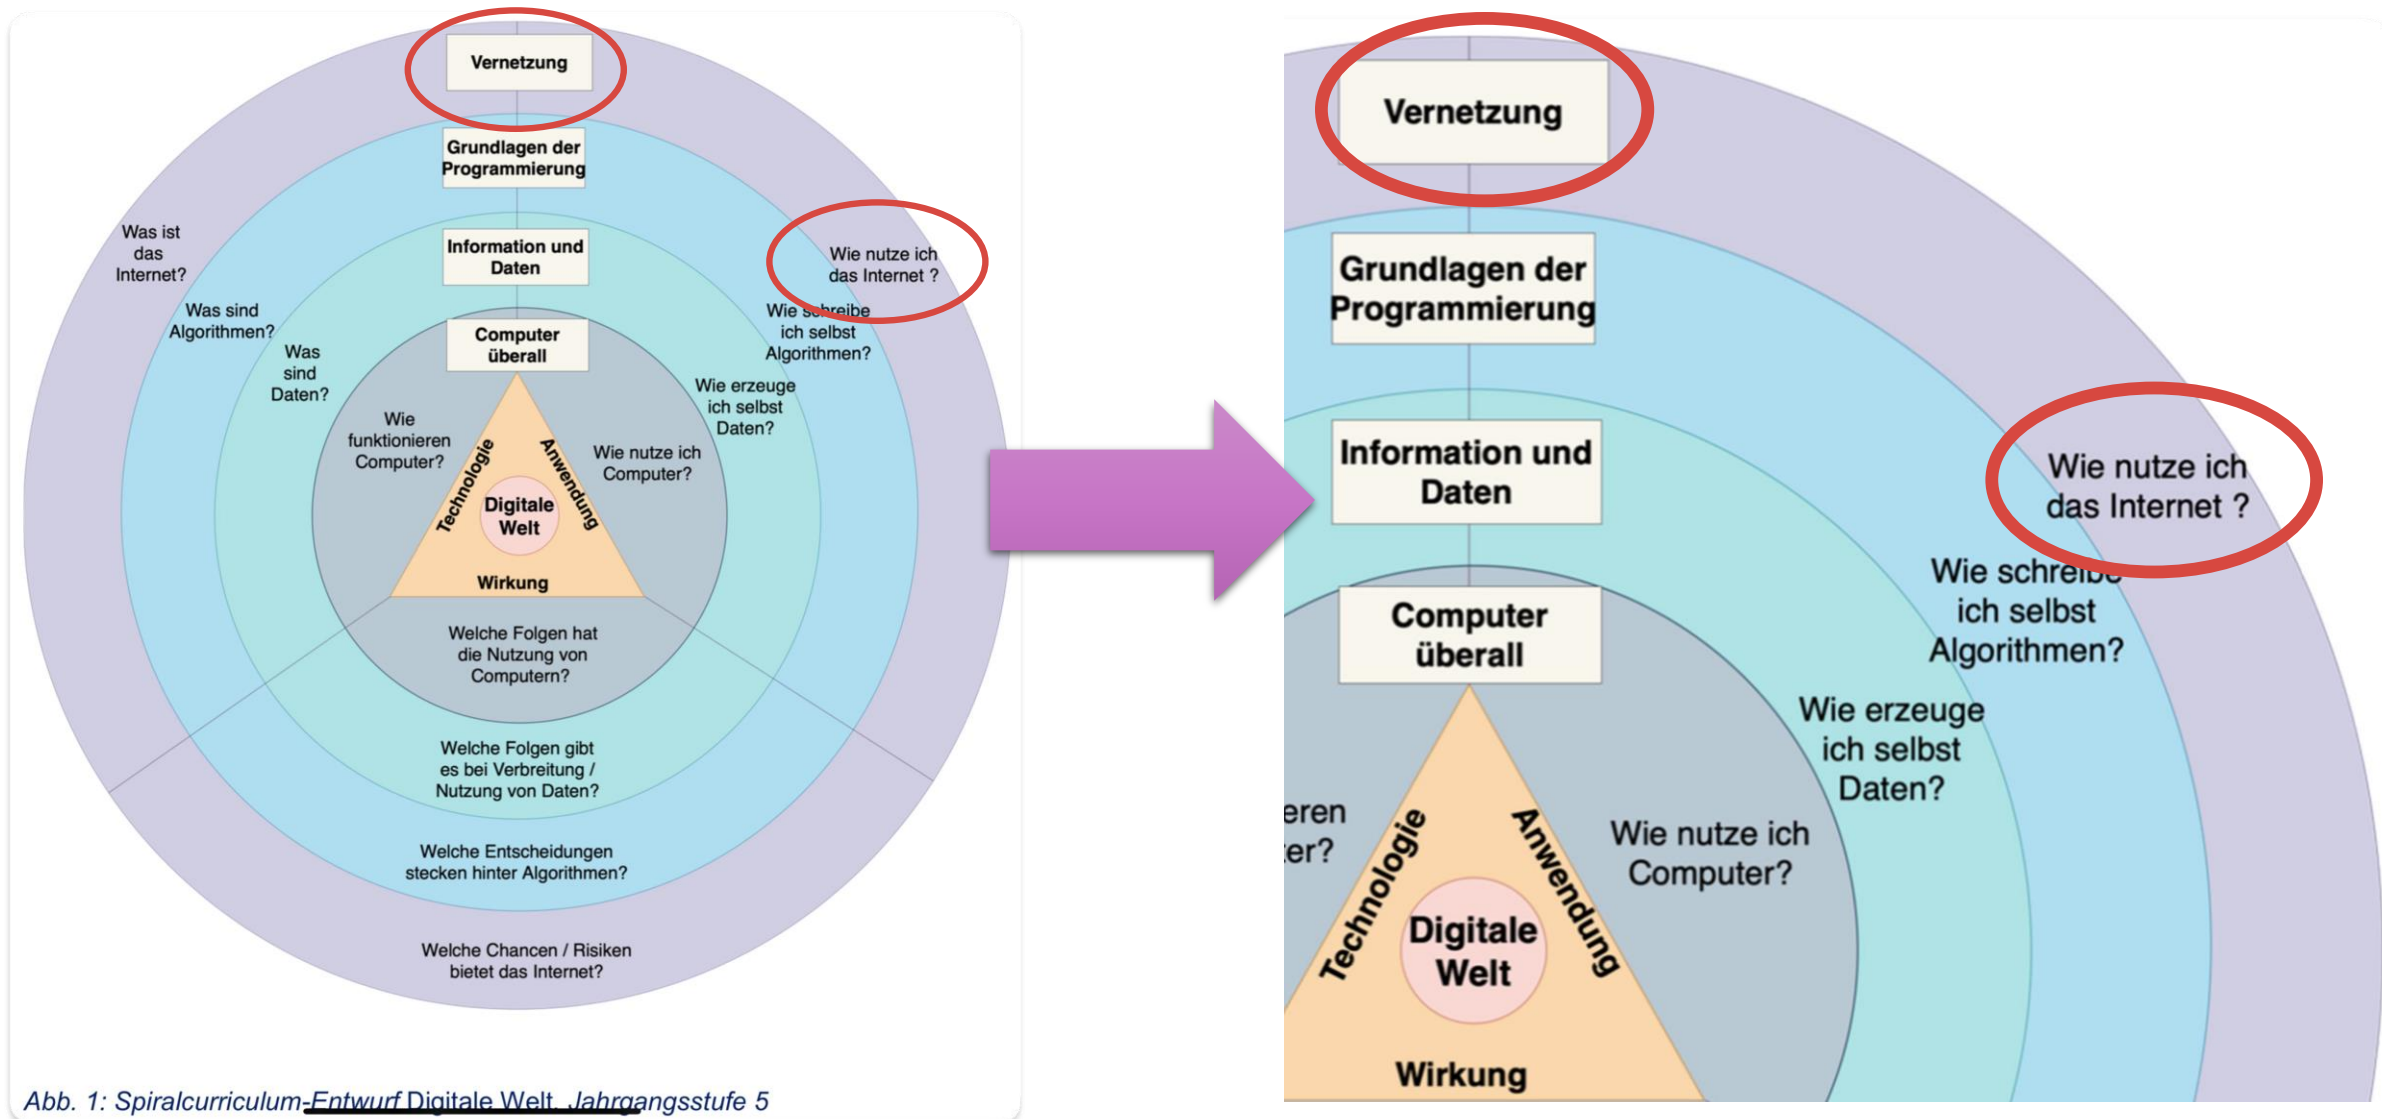 Vernetzung
Grundlagen der
Programmierung
Information und
Daten
Computer
überall
Was ist
das
Internet?
Was sind
Algorithmen?
Was
sind
Daten?
Wie
funktionieren
Computer?
Wie nutze ich
das Internet ?
Wie schreibe
ich selbst
Algorithmen?
Wie erzeuge
ich selbst
Daten?
Wie nutze ich
Computer?
Technologie
Anwendung
Digitale
Welt
Wirkung
Welche Folgen hat
die Nutzung von
Computern?
Welche Folgen gibt
es bei Verbreitung /
Nutzung von Daten?
Welche Entscheidungen
stecken hinter Algorithmen?
Welche Chancen / Risiken
bietet das Internet?
Abb. 1: Spiralcurriculum-Entwurf Digitale Welt, Jahrgangsstufe 5
Vernetzung
Grundlagen der
Programmierung
Information und
Daten
Computer
überall
Wie nutze ich
das Internet ?
Wie schreibe
ich selbst
Algorithmen?
Wie erzeuge
ich selbst
Daten?
eren
er?
Wie nutze ich
Computer?
Technologie
Anwendung
Digitale
Welt
Wirkung